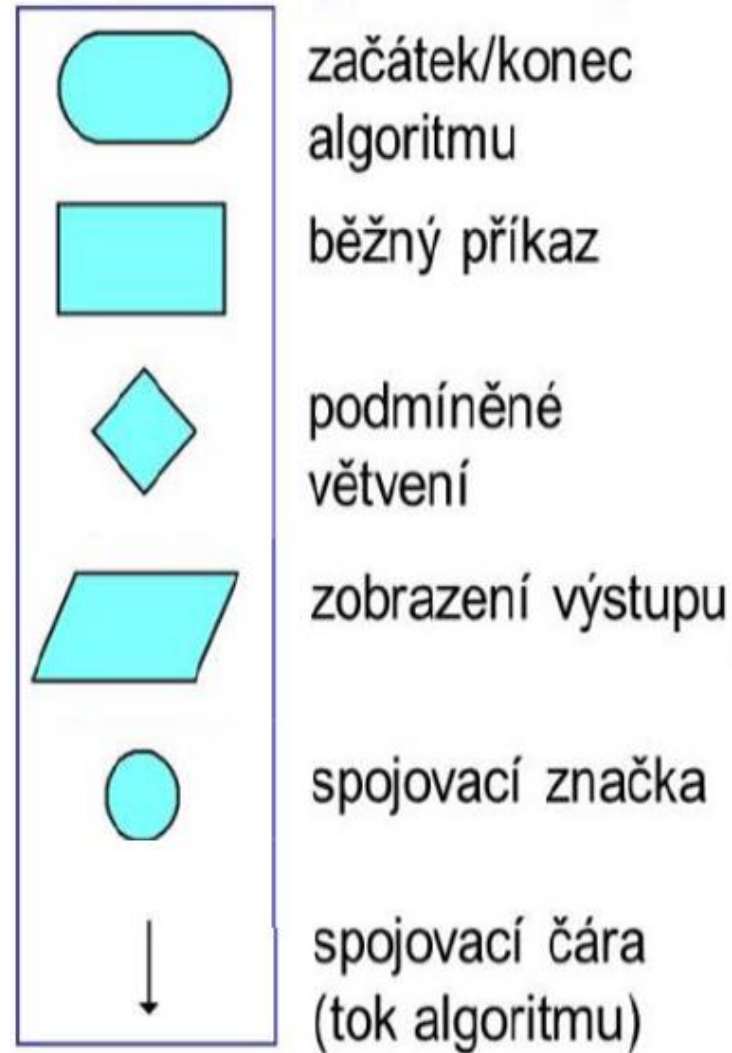 začátek/konec
algoritmu
běžný příkaz
podmíněné
větvení
zobrazení výstupu
spojovací značka
spojovací čára
(tok algoritmu)